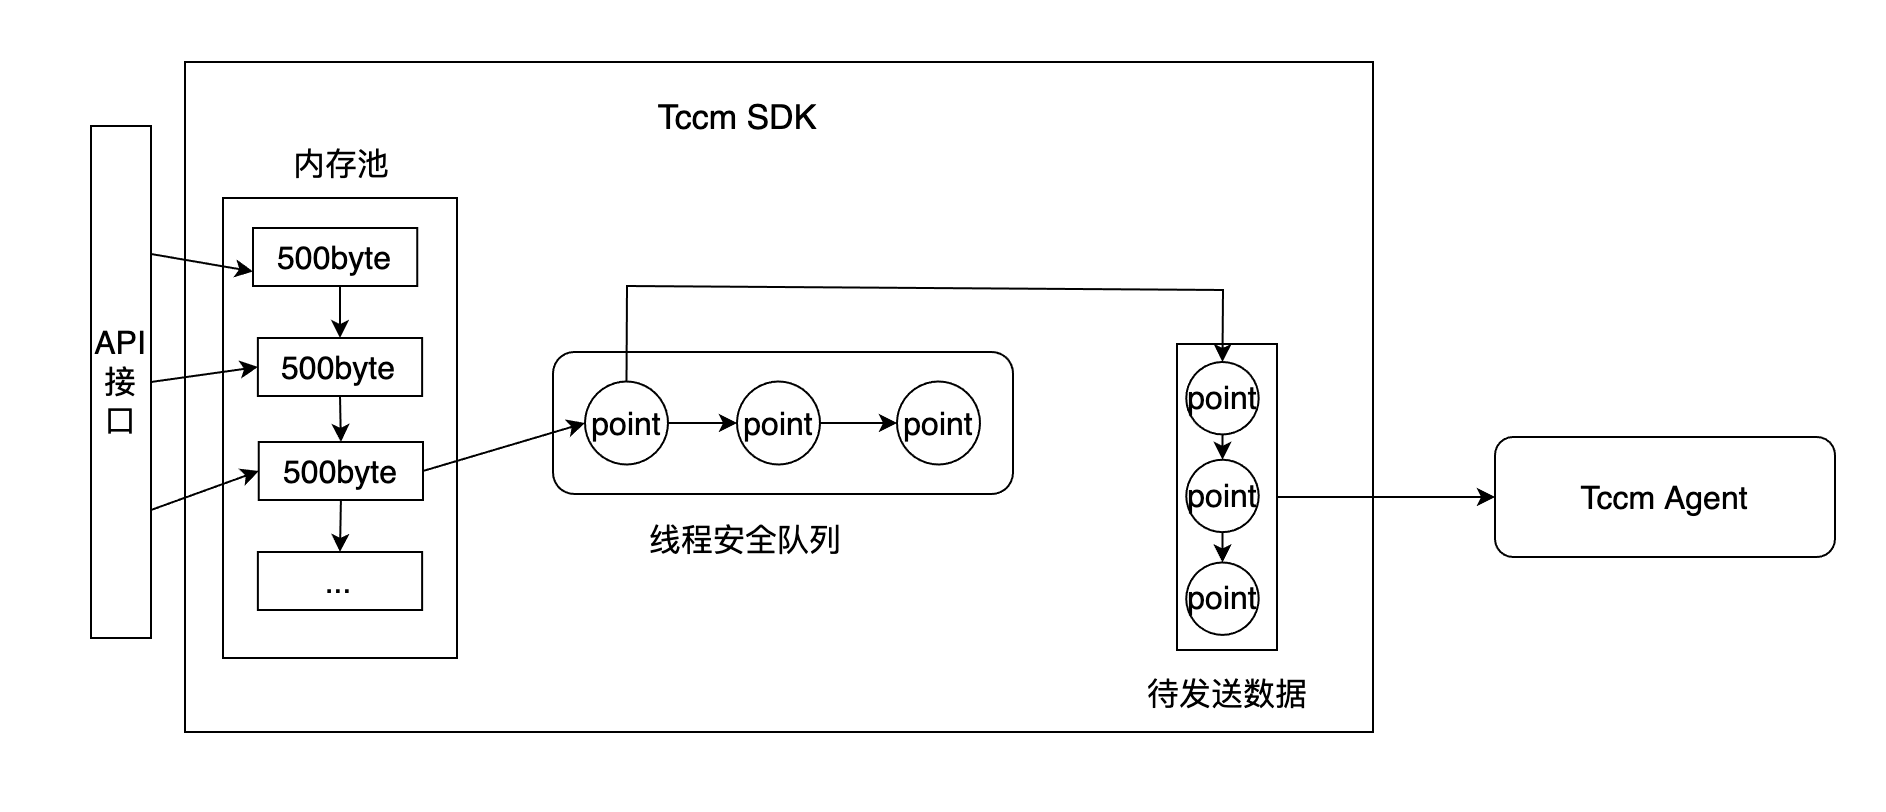 Tccm SDK
内存池
API
接
口
500byte
500byte
500byte
...
point
point
point
线程安全队列
point
point
point
待发送数据
Tccm Agent